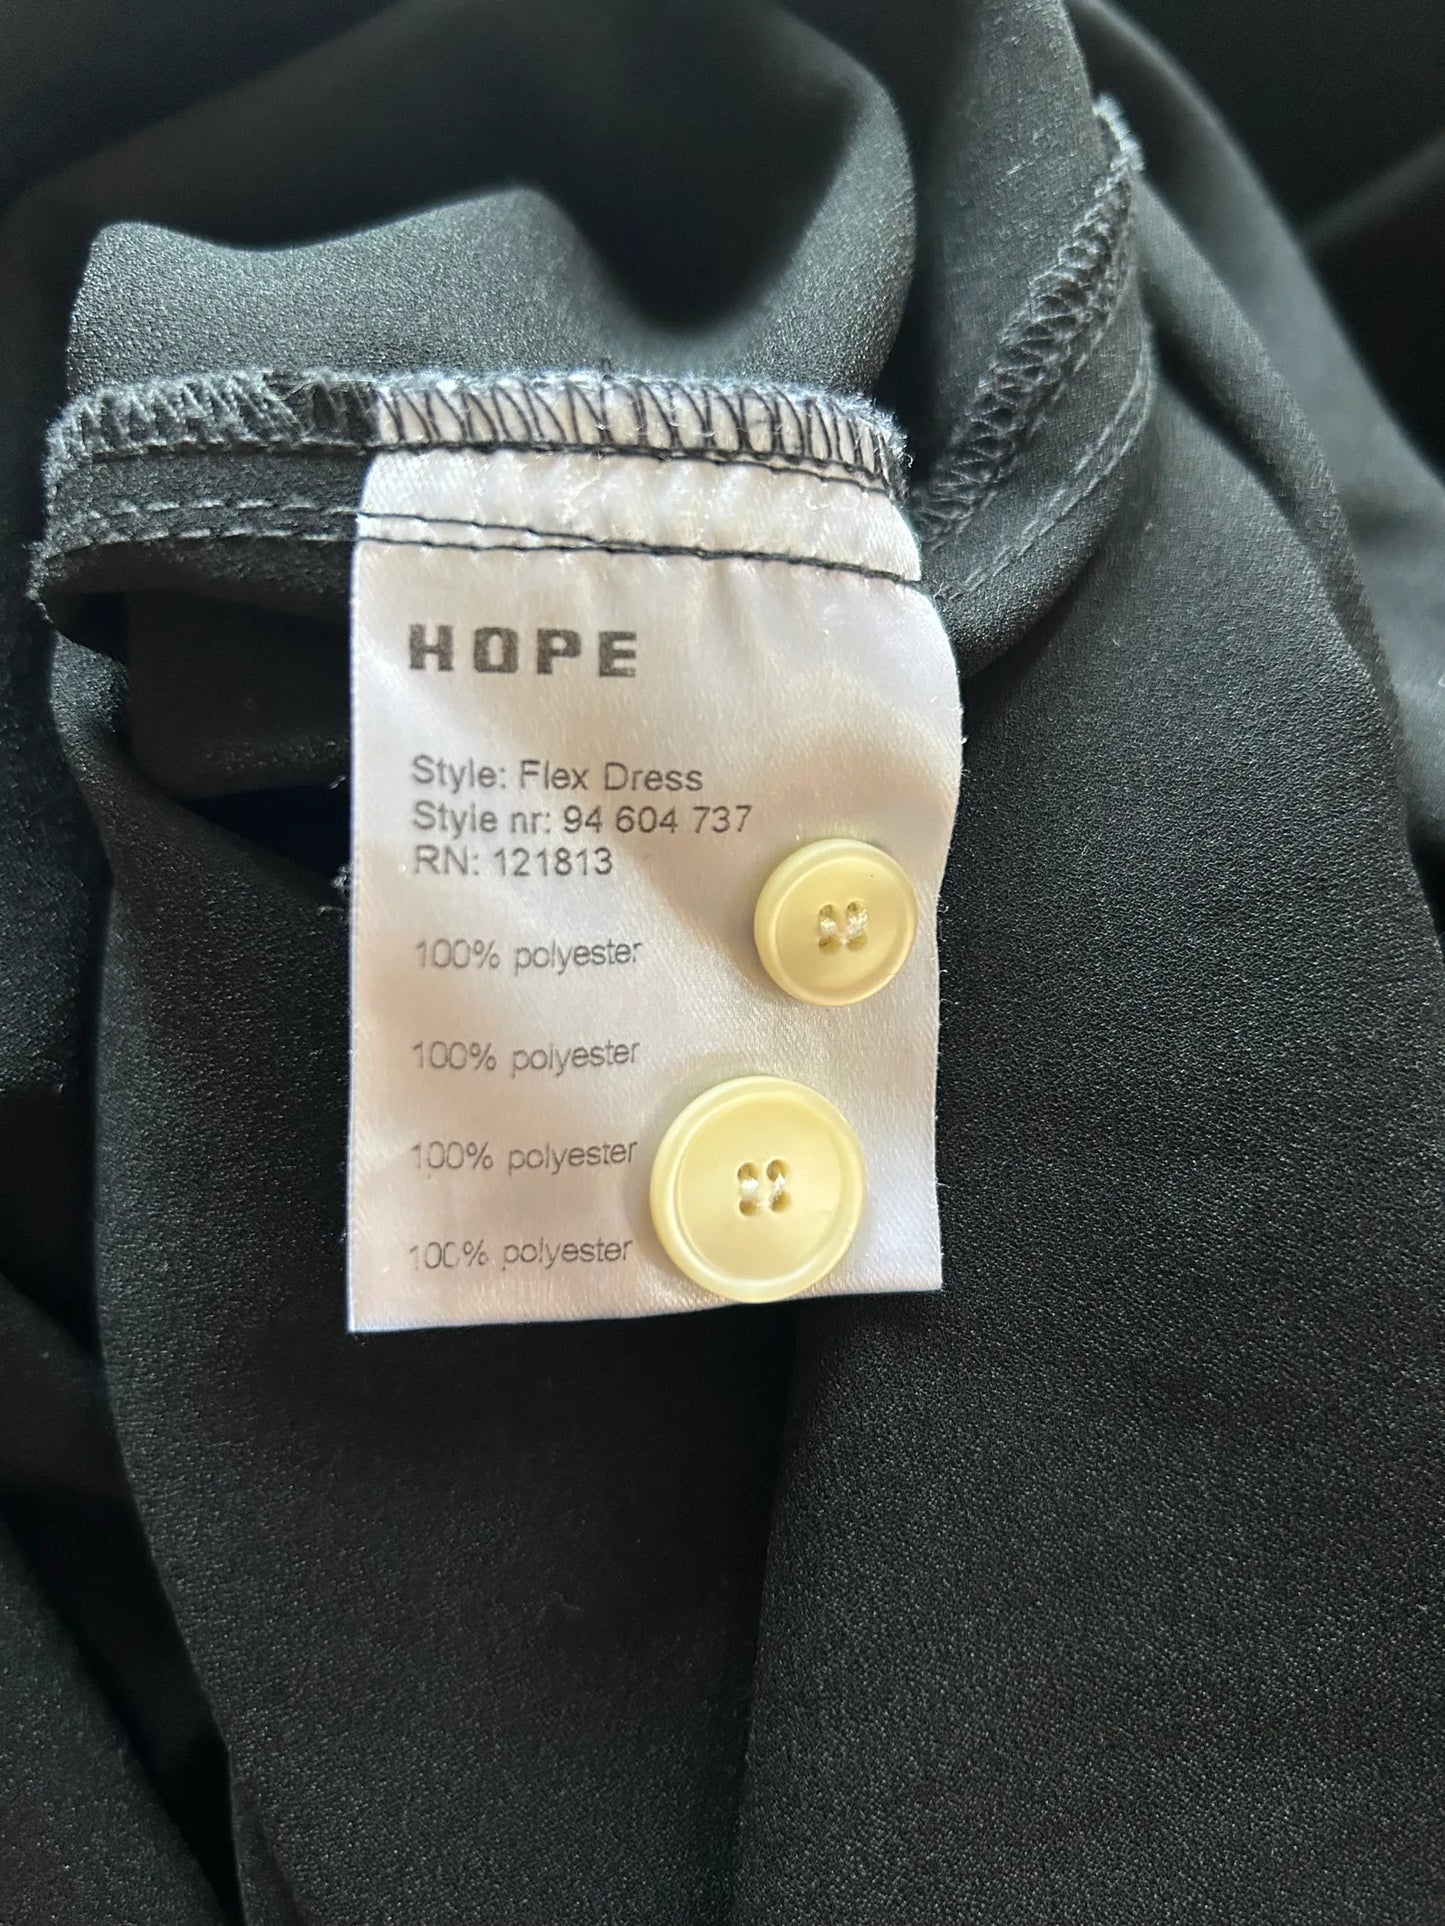 HOPE
Style: Flex Dress
Style nr: 94 604 737
RN: 121813
100% polyester
100% polyester
100% polyester
100% polyester